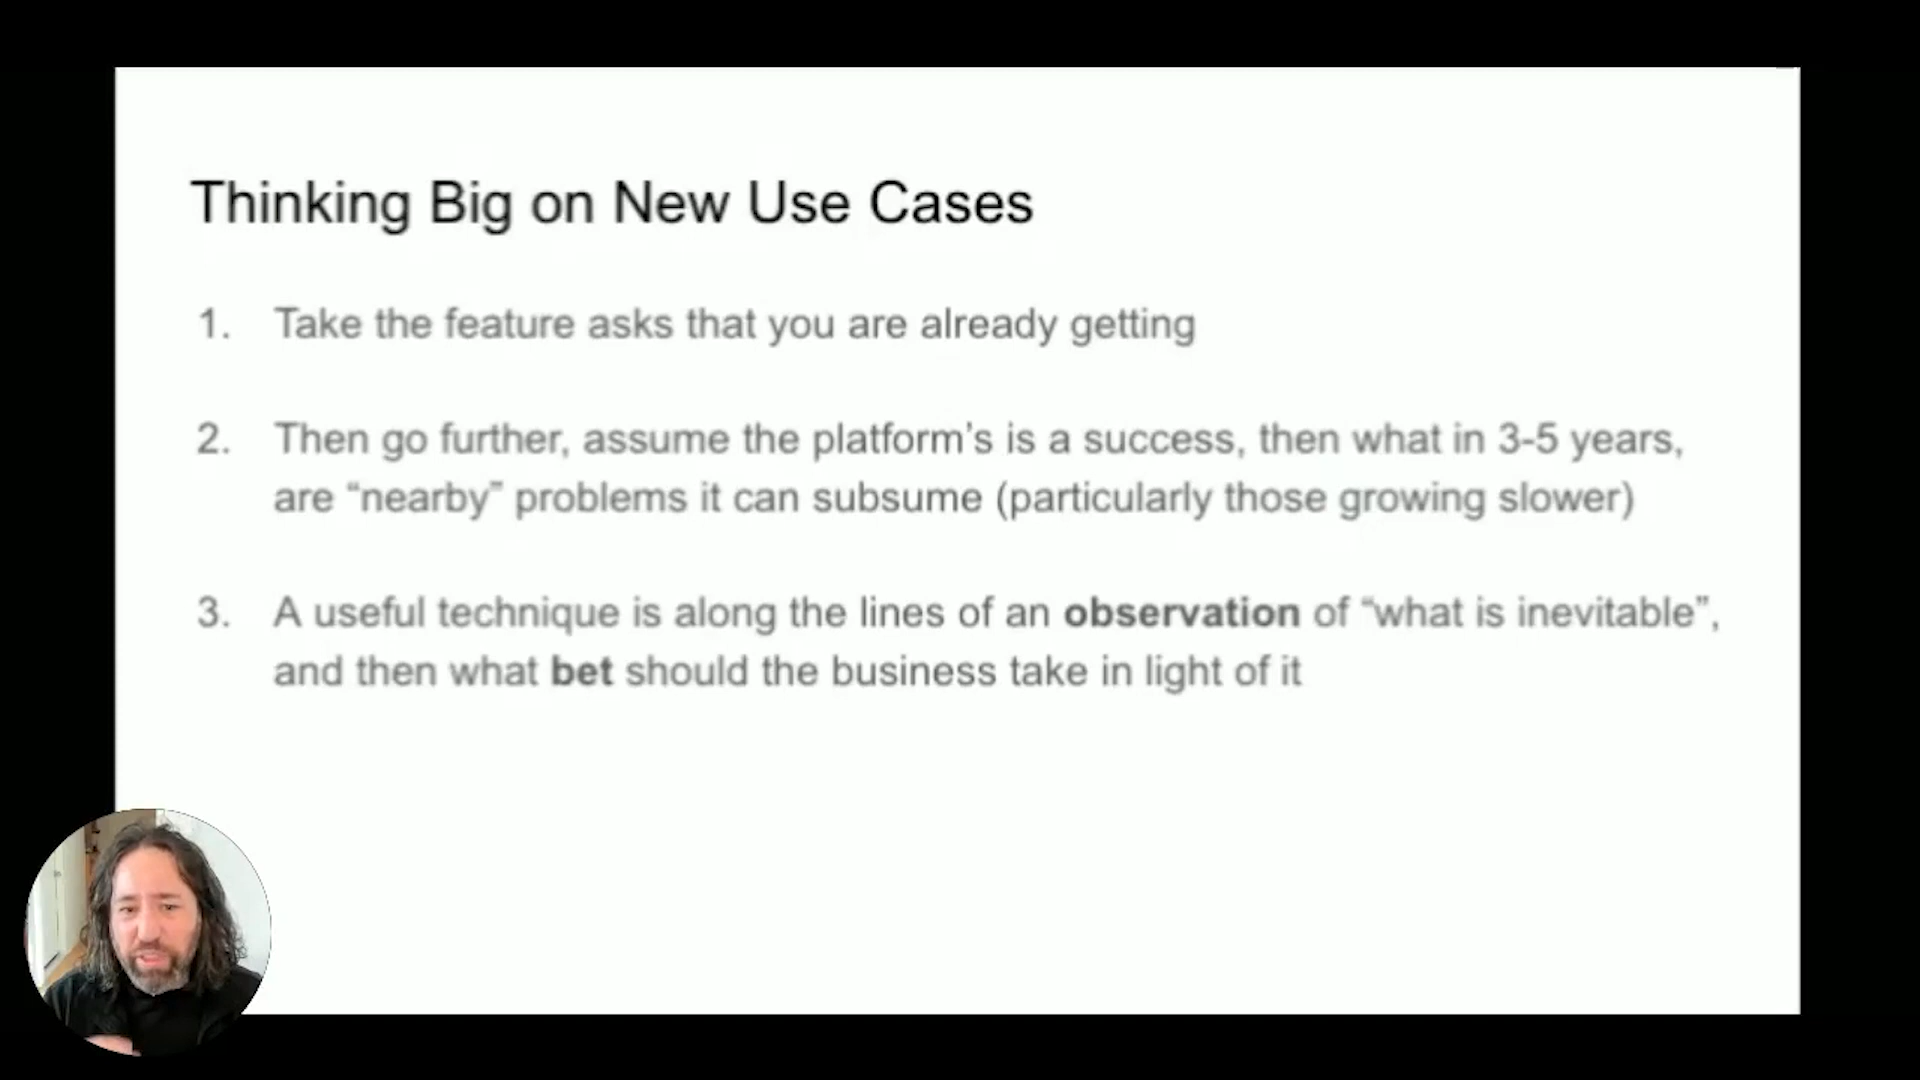 Thinking Big on New Use Cases
1. Take the feature asks that you are already getting
2. Then go further, assume the platform’s is a success, then what in 3-5 years,
are “nearby” problems it can subsume (particularly those growing slower)
3. A useful technique is along the lines of an observation of “what is inevitable”,
and then what bet should the business take in light of it